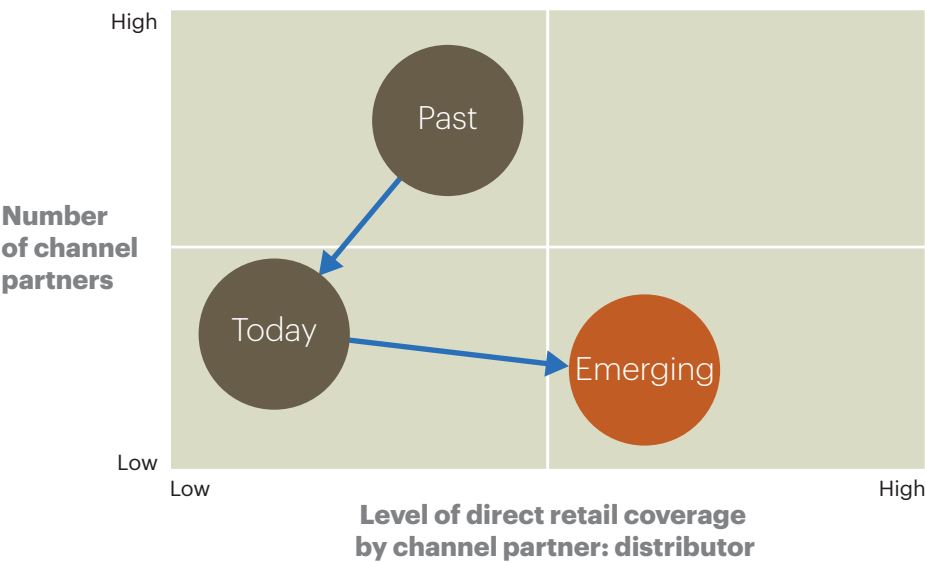 High
Past
Number
of channel
partners
Today
Emerging
Low
Low
High
Level of direct retail coverage
by channel partner: distributor